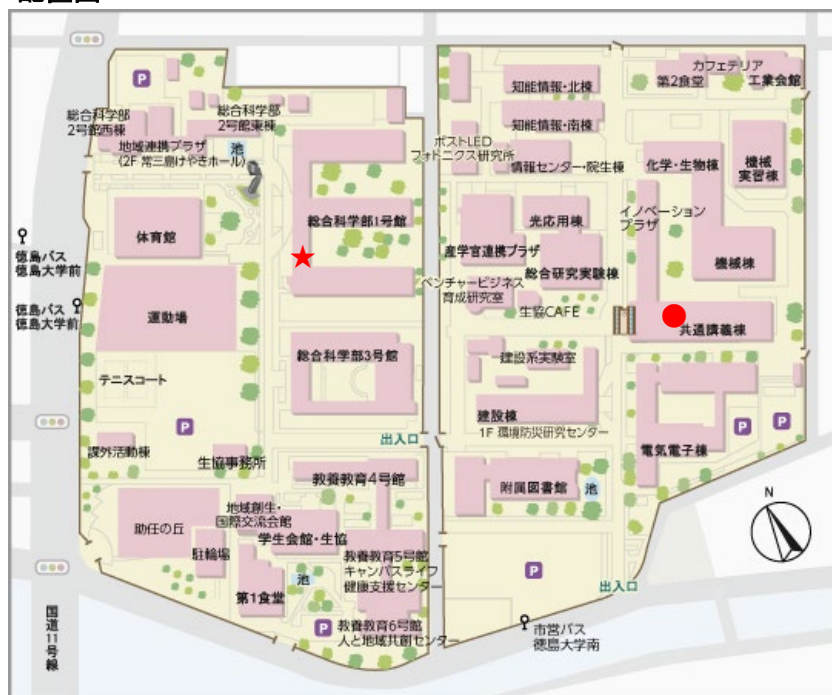 カフェテリア
第2食堂
工業会館
知能情報・北棟
総合科学部
2号館西棟
総合科学部
2号館東棟
知能情報・南棟
地域連携プラザ
(2F 常三島けやきホール)
池
ポストLED
フォトニクス研究所
情報センター・院生棟
化学・生物棟
機械
実習棟
総合科学部1号館
光応用棟
イノベーション
プラザ
体育館
産学官連携プラザ
総合研究実験棟
機械棟
徳島バス
徳島大学前
ベンチャービジネス
育成研究室
徳島バス
徳島大学前
運動場
生協CAFE
共通講義棟
総合科学部3号館
建設系実験室
テニスコート
建設棟
1F 環境防災研究センター
出入口
電気電子棟
課外活動棟
生協事務所
教養教育4号館
附属図書館
池
N
助任の丘
地域創生・
国際交流会館
学生会館・生協
駐輪場
教養教育5号館
キャンパスライフ
健康支援センター
池
第1食堂
出入口
国道11号線
教養教育6号館
人と地域共創センター
市営バス
徳島大学南
P
P
P
P
P
P